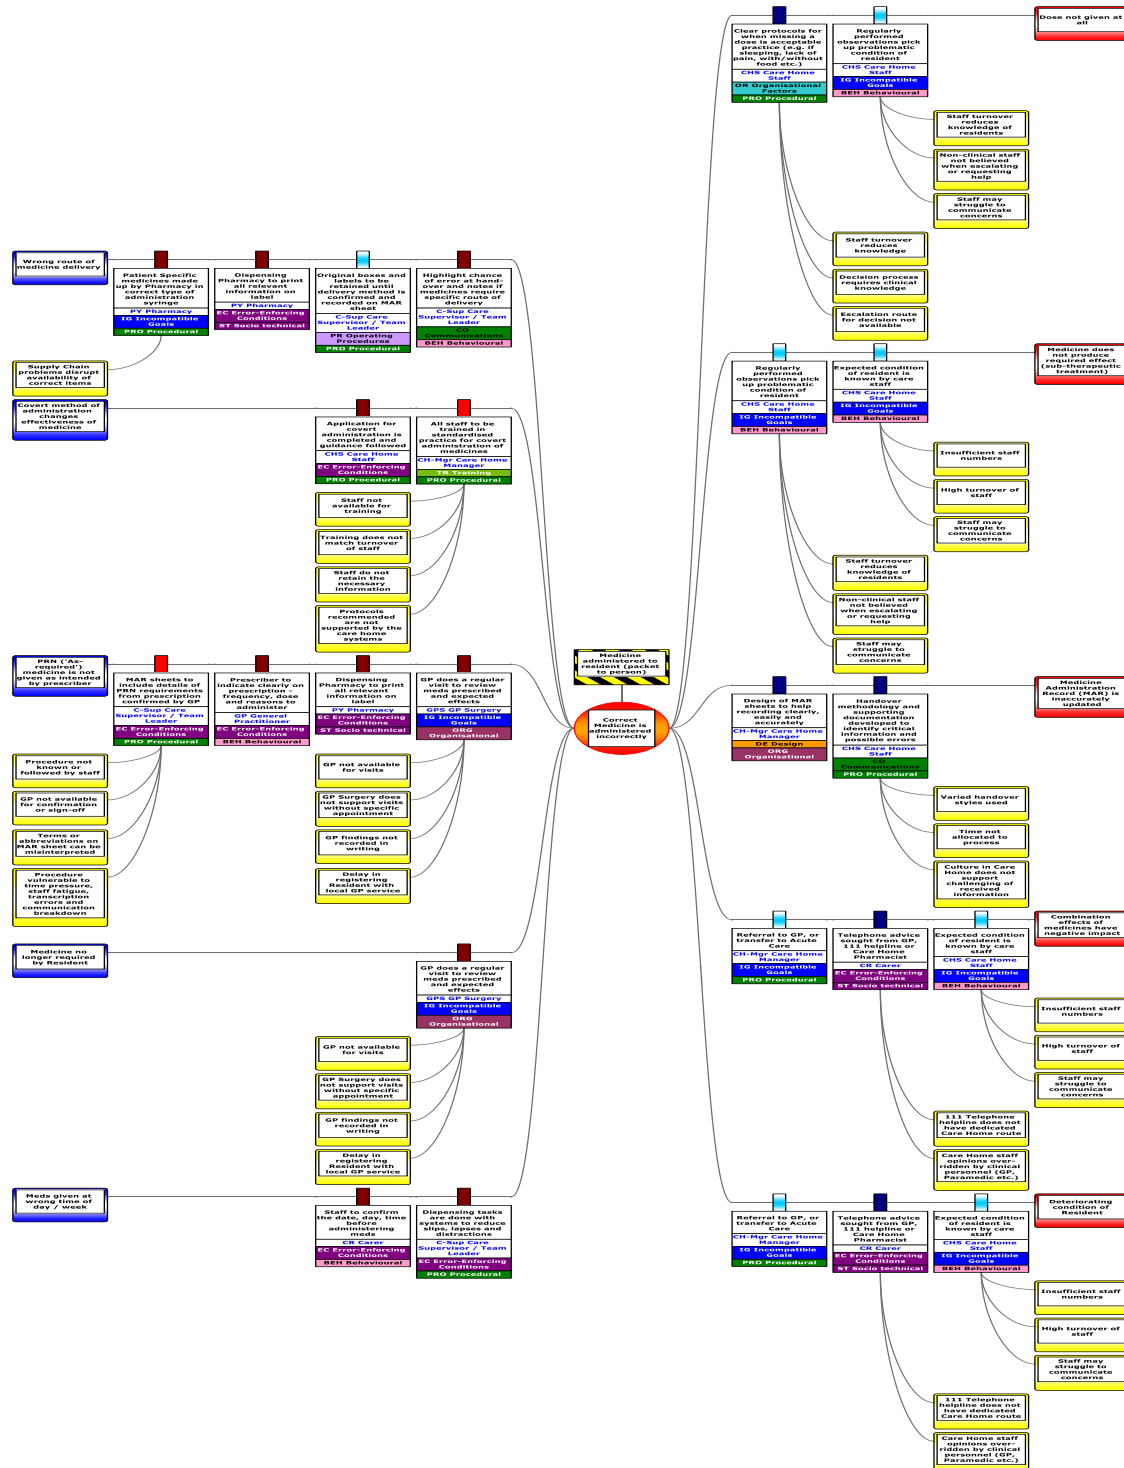 Dose not given at
all
Clear protocols for
when missing a
dose is acceptable
practice (e.g. if
sleeping, lack of
pain, with/without
food etc.)
CHS Care Home
Staff
OR Organisational
Factors
PRO Procedural
Regularly
performed
observations pick
up problematic
condition of
resident
CHS Care Home
Staff
IG Incompatible
Goals
BEH Behavioural
Staff turnover
reduces
knowledge of
residents
Non-clinical staff
not believed
when escalating
or requesting
help
Staff may
struggle to
communicate
concerns
Staff turnover
reduces
knowledge
Decision process
requires clinical
knowledge
Escalation route
for decision not
available
Wrong route of
medicine delivery
Patient Specific
medicines made
up by Pharmacy in
correct type of
administration
syringe
PY Pharmacy
IG Incompatible
Goals
PRO Procedural
Dispensing
Pharmacy to print
all relevant
information on
label
PY Pharmacy
EC Error-Enforcing
Conditions
ST Socio technical
Original boxes and
labels to be
retained until
delivery method is
confirmed and
recorded on MAR
sheet
C-Sup Care
Supervisor / Team
Leader
PR Operating
Procedures
PRO Procedural
Highlight chance
of error at hand-
over and notes if
medicines require
specific route of
delivery
C-Sup Care
Supervisor / Team
Leader
CO
Communications
BEH Behavioural
Supply Chain
problems disrupt
availability of
correct items
Covert method of
administration
changes
effectiveness of
medicine
Application for
covert
administration is
completed and
guidance followed
CHS Care Home
Staff
EC Error-Enforcing
Conditions
PRO Procedural
All staff to be
trained in
standardised
practice for covert
administration of
medicines
CH-Mgr Care Home
Manager
TR Training
PRO Procedural
Staff not
available for
training
Training does not
match turnover
of staff
Staff do not
retain the
necessary
information
Protocols
recommended
are not
supported by the
care home
systems
Medicine does
not produce
required effect
(sub-therapeutic
treatment)
Regularly
performed
observations pick
up problematic
condition of
resident
CHS Care Home
Staff
IG Incompatible
Goals
BEH Behavioural
Expected condition
of resident is
known by care
staff
CHS Care Home
Staff
IG Incompatible
Goals
BEH Behavioural
Insufficient staff
numbers
High turnover of
staff
Staff may
struggle to
communicate
concerns
Staff turnover
reduces
knowledge of
residents
Non-clinical staff
not believed
when escalating
or requesting
help
Staff may
struggle to
communicate
concerns
PRN ('As-
required')
medicine is not
given as intended
by prescriber
MAR sheets to
include details of
PRN requirements
from prescription
confirmed by GP
C-Sup Care
Supervisor / Team
Leader
EC Error-Enforcing
Conditions
PRO Procedural
Prescriber to
indicate clearly on
prescription -
frequency, dose
and reasons to
administer
GP General
Practitioner
EC Error-Enforcing
Conditions
BEH Behavioural
Dispensing
Pharmacy to print
all relevant
information on
label
PY Pharmacy
EC Error-Enforcing
Conditions
ST Socio technical
GP does a regular
visit to review
meds prescribed
and expected
effects
GPS GP Surgery
IG Incompatible
Goals
ORG
Organisational
Procedure not
known or
followed by staff
GP not available
for confirmation
or sign-off
Terms or
abbreviations on
MAR sheet can be
misinterpreted
Procedure
vulnerable to
time pressure,
staff fatigue,
transcription
errors and
communication
breakdown
GP not available
for visits
GP Surgery does
not support visits
without specific
appointment
GP findings not
recorded in
writing
Delay in
registering
Resident with
local GP service
Medicine
administered to
resident (packet
to person)
Correct
Medicine is
administered
incorrectly
Medicine
Administration
Record (MAR) is
inaccurately
updated
Design of MAR
sheets to help
recording clearly,
easily and
accurately
CH-Mgr Care Home
Manager
DE Design
ORG
Organisational
Handover
methodology and
supporting
documentation
developed to
identify critical
information and
possible errors
CHS Care Home
Staff
CO
Communications
PRO Procedural
Varied handover
styles used
Time not
allocated to
process
Culture in Care
Home does not
support
challenging of
received
information
Medicine no
longer required
by Resident
GP does a regular
visit to review
meds prescribed
and expected
effects
GPS GP Surgery
IG Incompatible
Goals
ORG
Organisational
GP not available
for visits
GP Surgery does
not support visits
without specific
appointment
GP findings not
recorded in
writing
Delay in
registering
Resident with
local GP service
Combination
effects of
medicines have
negative impact
Referral to GP, or
transfer to Acute
Care
CH-Mgr Care Home
Manager
IG Incompatible
Goals
PRO Procedural
Telephone advice
sought from GP,
111 helpline or
Care Home
Pharmacist
CR Carer
EC Error-Enforcing
Conditions
ST Socio technical
Expected condition
of resident is
known by care
staff
CHS Care Home
Staff
IG Incompatible
Goals
BEH Behavioural
Insufficient staff
numbers
High turnover of
staff
Staff may
struggle to
communicate
concerns
111 Telephone
helpline does not
have dedicated
Care Home route
Care Home staff
opinions over-
ridden by clinical
personnel (GP,
Paramedic etc.)
Meds given at
wrong time of
day / week
Staff to confirm
the date, day, time
before
administering
meds
CR Carer
EC Error-Enforcing
Conditions
BEH Behavioural
Dispensing tasks
are done with
systems to reduce
slips, lapses and
distractions
C-Sup Care
Supervisor / Team
Leader
EC Error-Enforcing
Conditions
PRO Procedural
Deteriorating
condition of
Resident
Referral to GP, or
transfer to Acute
Care
CH-Mgr Care Home
Manager
IG Incompatible
Goals
PRO Procedural
Telephone advice
sought from GP,
111 helpline or
Care Home
Pharmacist
CR Carer
EC Error-Enforcing
Conditions
ST Socio technical
Expected condition
of resident is
known by care
staff
CHS Care Home
Staff
IG Incompatible
Goals
BEH Behavioural
Insufficient staff
numbers
High turnover of
staff
Staff may
struggle to
communicate
concerns
111 Telephone
helpline does not
have dedicated
Care Home route
Care Home staff
opinions over-
ridden by clinical
personnel (GP,
Paramedic etc.)